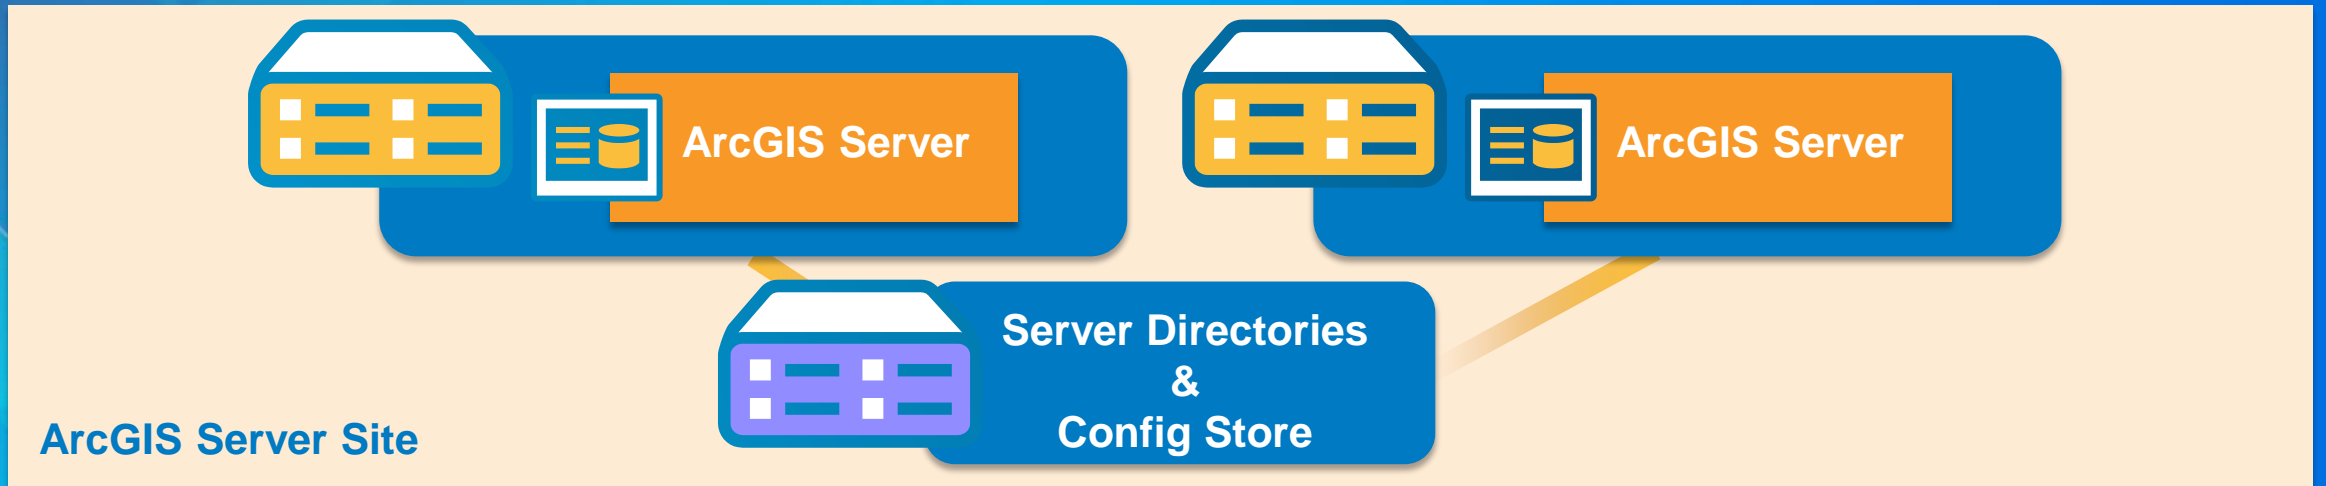 ArcGIS Server
ArcGIS Server
Server Directories
&
Config Store
ArcGIS Server Site